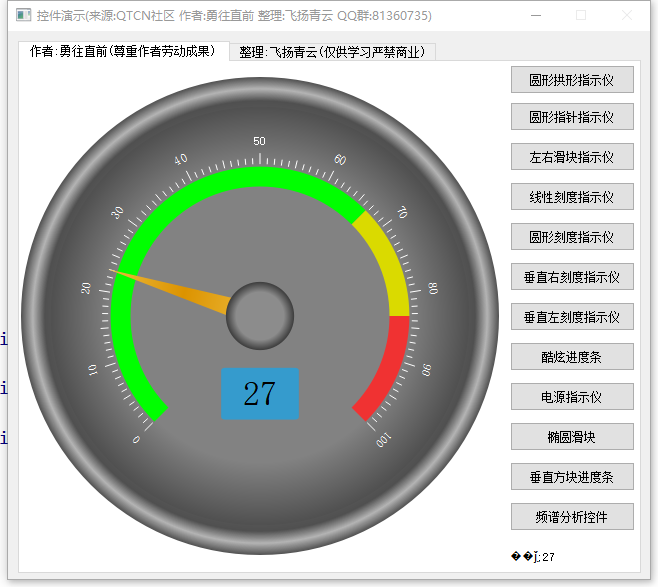 控件演示(来源:QTCN社区 作者:勇往直前 整理:飞扬青云 QQ群:81360735)
作者:勇往直前(尊重作者劳动成果)
整理:飞扬青云(仅供学习严禁商业)
圆形拱形指示仪
圆形指针指示仪
左右滑块指示仪
线性刻度指示仪
圆形刻度指示仪
垂直右刻度指示仪
垂直左刻度指示仪
酷炫进度条
电源指示仪
椭圆滑块
垂直方块进度条
频谱分析控件
0
10
20
30
40
50
60
70
80
90
100
27
i
i
i
��ǰ:27